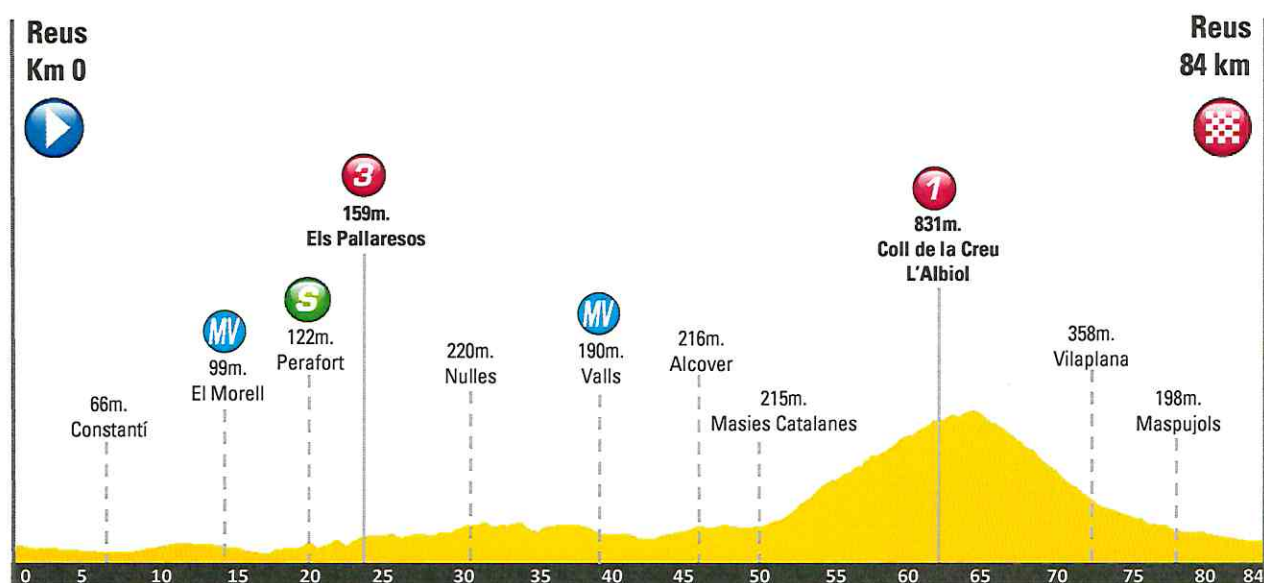 Reus
Km 0
Reus
84 km
3
159m.
Els Pallaresos
1
831m.
Coll de la Creu
L'Albiol
S
122m.
Perafort
MV
99m.
El Morell
MV
190m.
Valls
66m.
Constantí
220m.
Nulles
216m.
Alcover
215m.
Masies Catalanes
358m.
Vilaplana
198m.
Maspujols
0 5 10 15 20 25 30 35 40 45 50 55 60 65 70 75 80 84